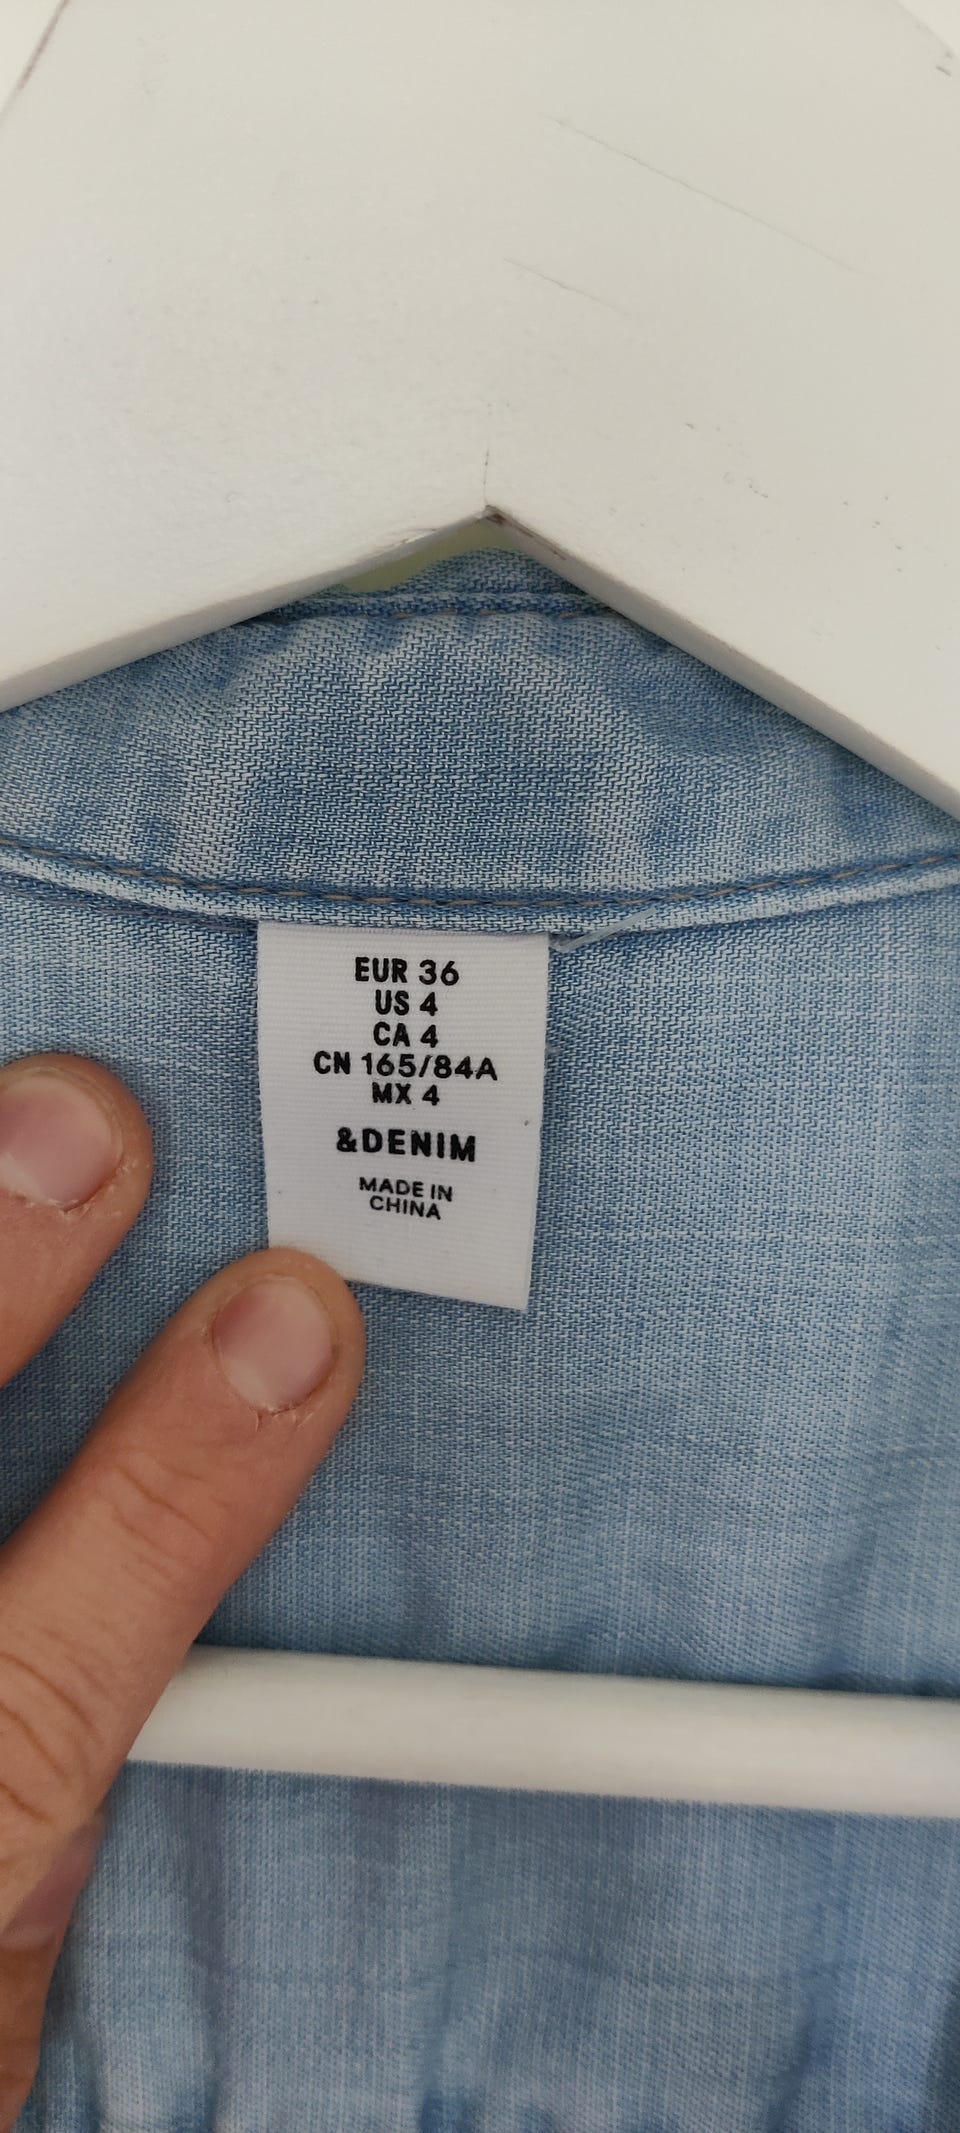 EUR 36
US 4
CA 4
CN 165/84A
MX 4
&DENIM
MADE IN
CHINA